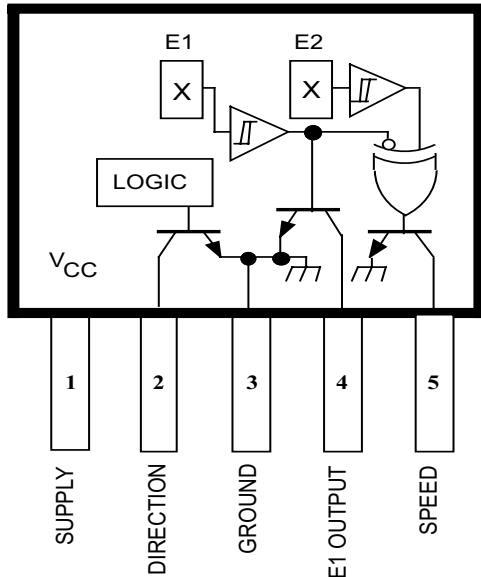 E1 E2
X X
LOGIC
VCC
1 2 3 4 5
SUPPLY
DIRECTION
GROUND
E1 OUTPUT
SPEED